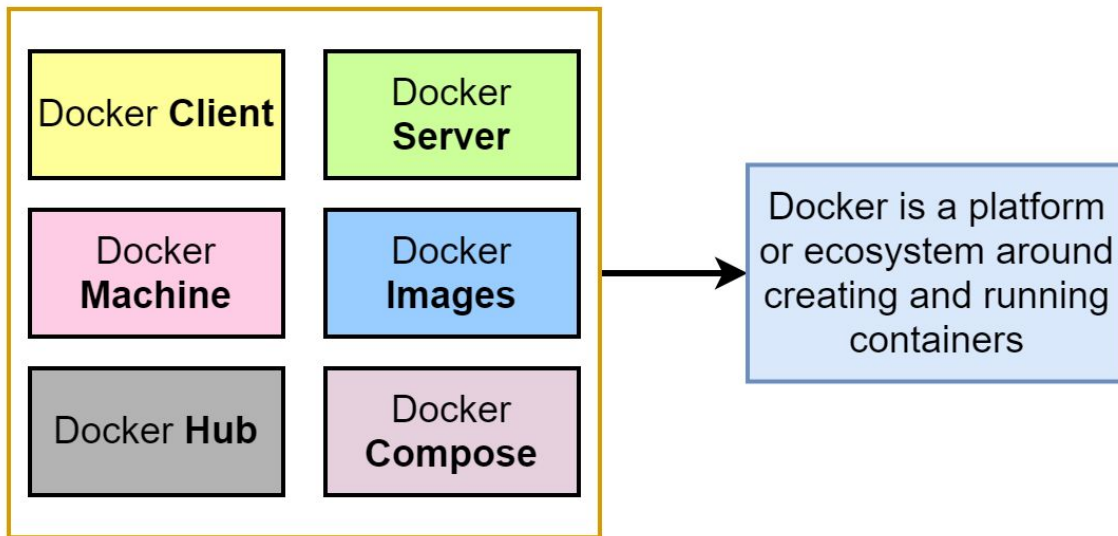 Docker Client
Docker
Server
Docker
Machine
Docker
Images
Docker Hub
Docker
Compose
Docker is a platform
or ecosystem around
creating and running
containers